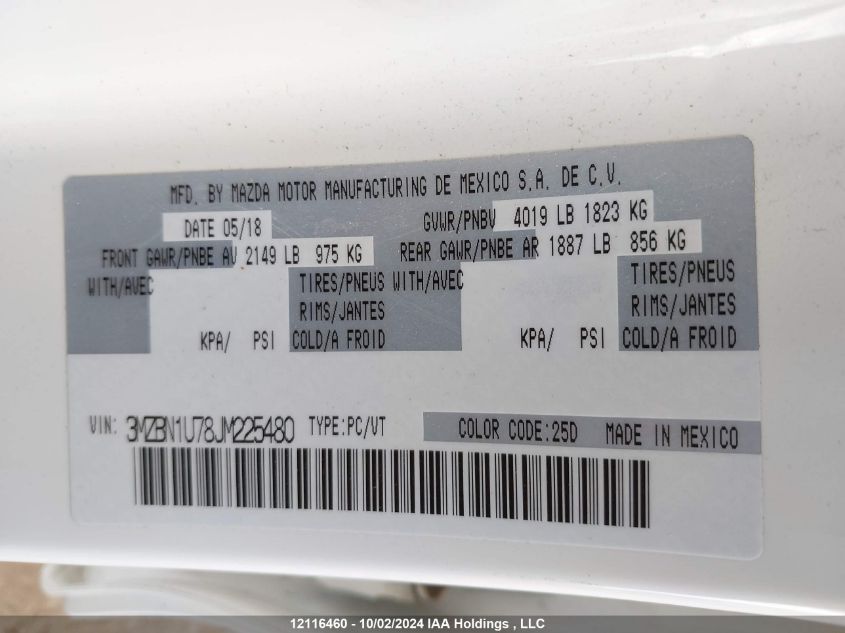 MFD. BY MAZDA MOTOR MANUFACTURING DE MEXICO S.A. DE C.V.
DATE 05/18 GVWR/PNBV 4019 LB 1823 KG
FRONT GAWR/PNBE AV 2149 LB 975 KG REAR GAWR/PNBE AR 1887 LB 856 KG
WITH/AVEC TIRES/PNEUS WITH/AVEC TIRES/PNEUS
RIMS/JANTES RIMS/JANTES
KPA/ PSI COLD/A FROID KPA/ PSI COLD/A FROID
VIN: 3MZBN1U78JM225480 TYPE:PC/VT COLOR CODE:25D MADE IN MEXICO
12116460 - 10/02/2024 IAA Holdings , LLC